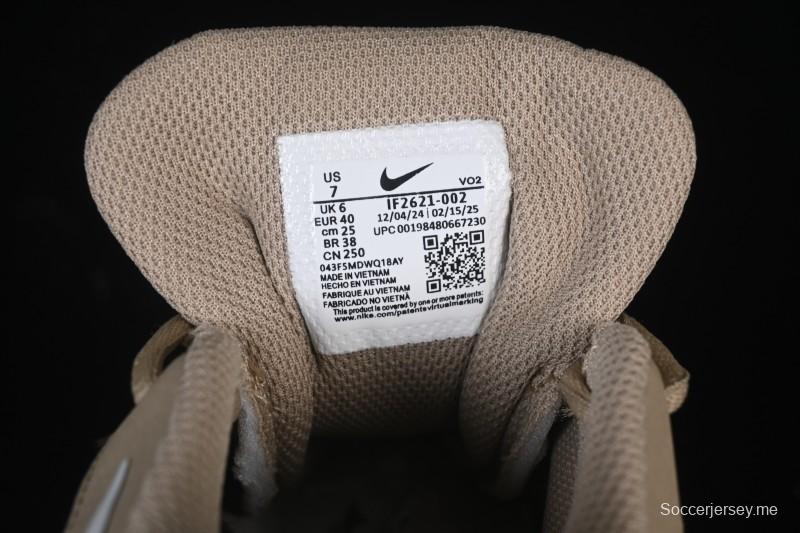 US
7
VO2
UK 6
IF2621-002
EUR 40
12/04/24 | 02/15/25
cm 25
UPC 00198480667230
BR 38
CN 250
043F5MDWQ18AY
MADE IN VIETNAM
HECHO EN VIETNAM
FABRIQUE AU VIETNAM
FABRICADO NO VIETNÃ
This product is covered by one or more patents:
www.nike.com/patentsvirtualmarking
Soccerjersey.me